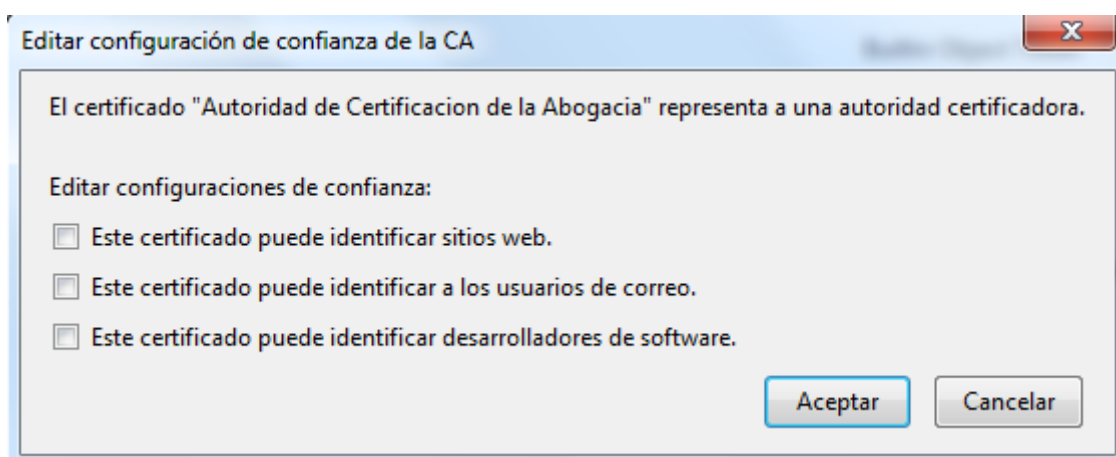 Editar configuración de confianza de la CA
El certificado "Autoridad de Certificacion de la Abogacia" representa a una autoridad certificadora.
Editar configuraciones de confianza:
Este certificado puede identificar sitios web.
Este certificado puede identificar a los usuarios de correo.
Este certificado puede identificar desarrolladores de software.
Aceptar Cancelar